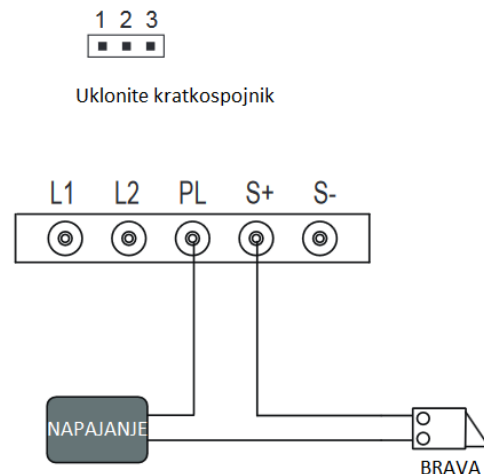 1 2 3
Uklonite kratkospojnik
L1 L2 PL S+ S-
NAPAJANJE
BRAVA